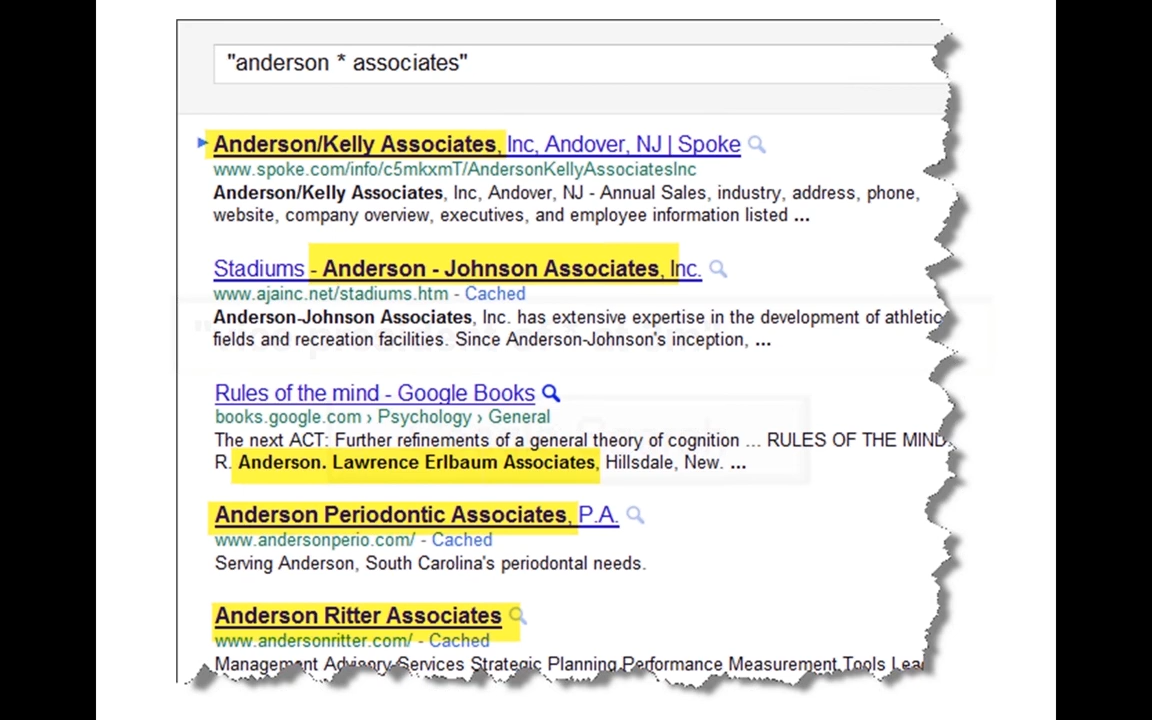 "anderson * associates"
Anderson/Kelly Associates, Inc, Andover, NJ | Spoke
www.spoke.com/info/c5mkxmT/AndersonKellyAssociatesInc
Anderson/Kelly Associates, Inc, Andover, NJ - Annual Sales, industry, address, phone,
website, company overview, executives, and employee information listed ...
Stadiums - Anderson - Johnson Associates, Inc.
www.ajainc.net/stadiums.htm - Cached
Anderson-Johnson Associates, Inc. has extensive expertise in the development of athletic
fields and recreation facilities. Since Anderson-Johnson's inception, ...
Rules of the mind - Google Books
books.google.com › Psychology › General
The next ACT: Further refinements of a general theory of cognition ... RULES OF THE MIND.
R. Anderson. Lawrence Erlbaum Associates, Hillsdale, New. ...
Anderson Periodontic Associates, P.A.
www.andersonperio.com/ - Cached
Serving Anderson, South Carolina's periodontal needs.
Anderson Ritter Associates
www.andersonritter.com/ - Cached
Management Advisory Services Strategic Planning Performance Measurement Tools